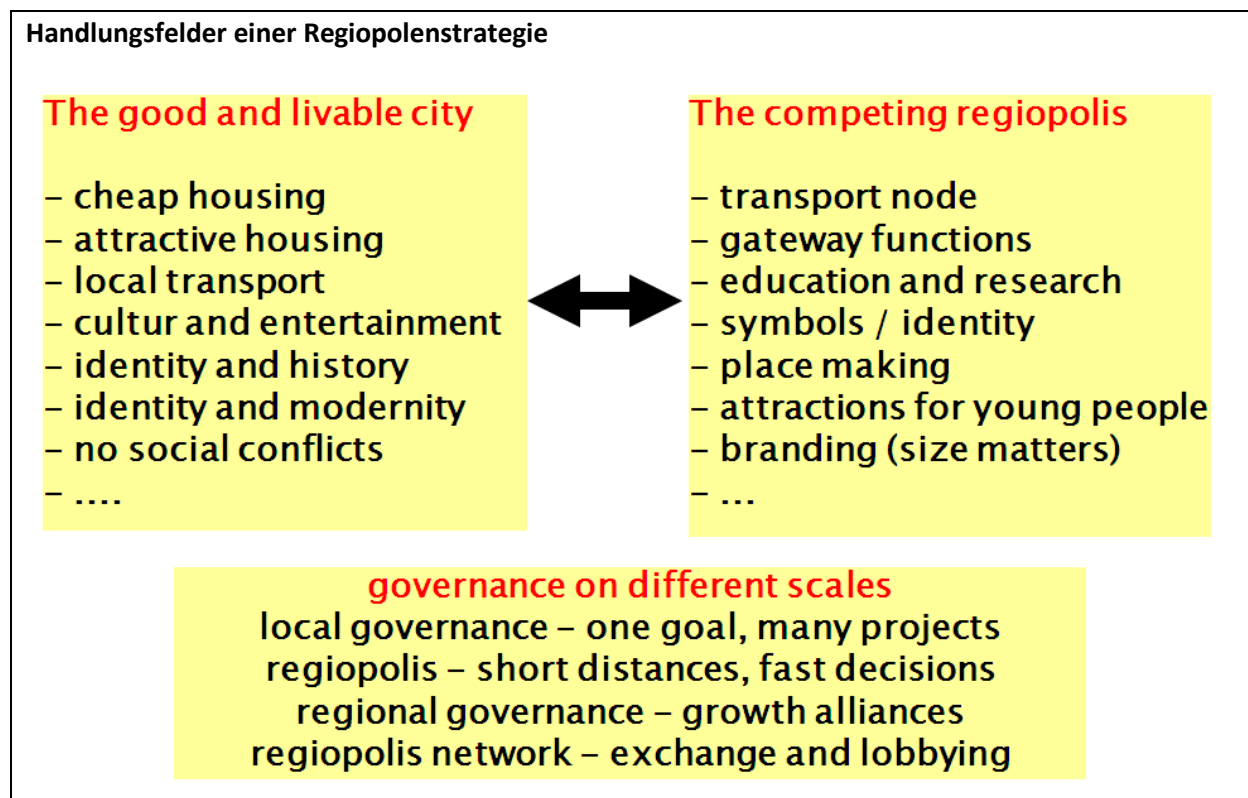 Handlungsfelder einer Regiopolenstrategie
The good and livable city
- cheap housing
- attractive housing
- local transport
- cultur and entertainment
- identity and history
- identity and modernity
- no social conflicts
- ....
The competing regiopolis
- transport node
- gateway functions
- education and research
- symbols / identity
- place making
- attractions for young people
- branding (size matters)
- ...
governance on different scales
local governance – one goal, many projects
regiopolis – short distances, fast decisions
regional governance – growth alliances
regiopolis network – exchange and lobbying